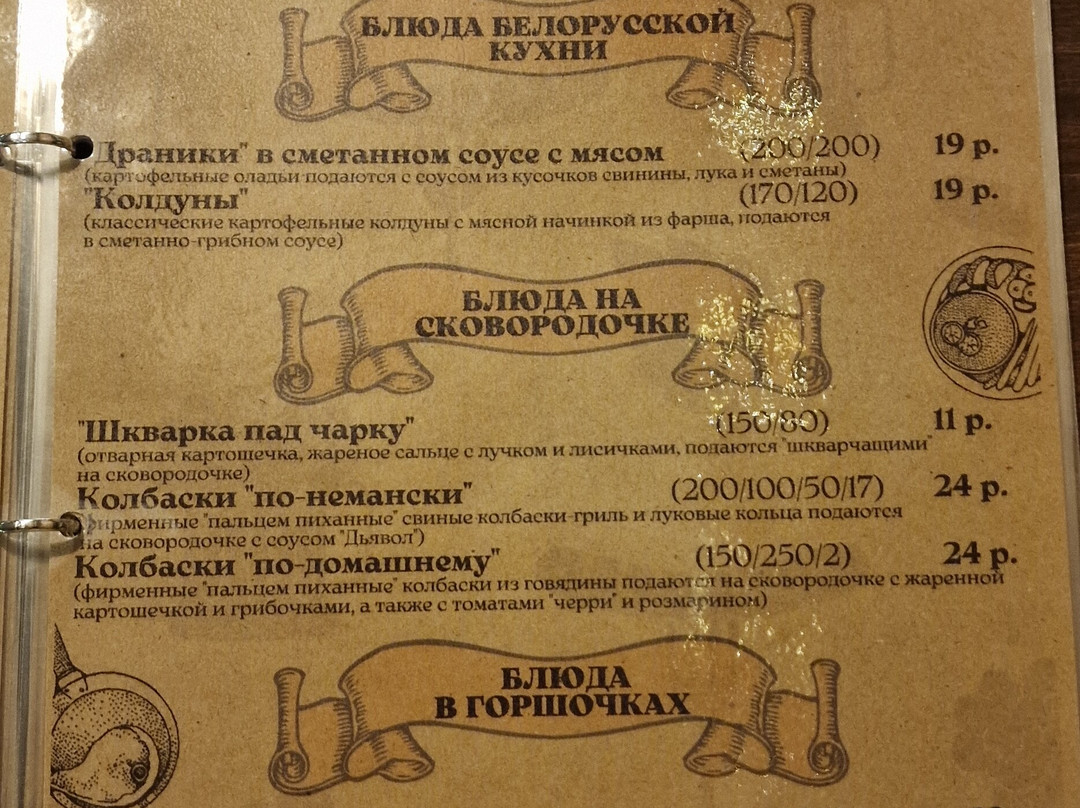 БЛЮДА БЕЛОРУССКОЙ
КУХНИ
"Драники" в сметанном соусе с мясом (200/200) 19 р.
(картофельные оладьи подаются с соусом из кусочков свинины, лука и сметаны)
"Колдуны" (170/120) 19 р.
(классические картофельные колдуны с мясной начинкой из фарша, подаются
в сметанно-грибном соусе)
БЛЮДА НА
СКОВОРОДОЧКЕ
"Шкварка пад чарку" (150/80) 11 р.
(отварная картошечка, жареное сальце с лучком и лисичками, подаются "шкварчащими"
на сковородочке)
Колбаски "по-немански" (200/100/50/17) 24 р.
(фирменные "пальцем пиханные" свиные колбаски-гриль и луковые кольца подаются
на сковородочке с соусом "Дьявол")
Колбаски "по-домашнему" (150/250/2) 24 р.
(фирменные "пальцем пиханные" колбаски из говядины подаются на сковородочке с жаренной
картошечкой и грибочками, а также с томатами "черри" и розмарином)
БЛЮДА
В ГОРШОЧКАХ